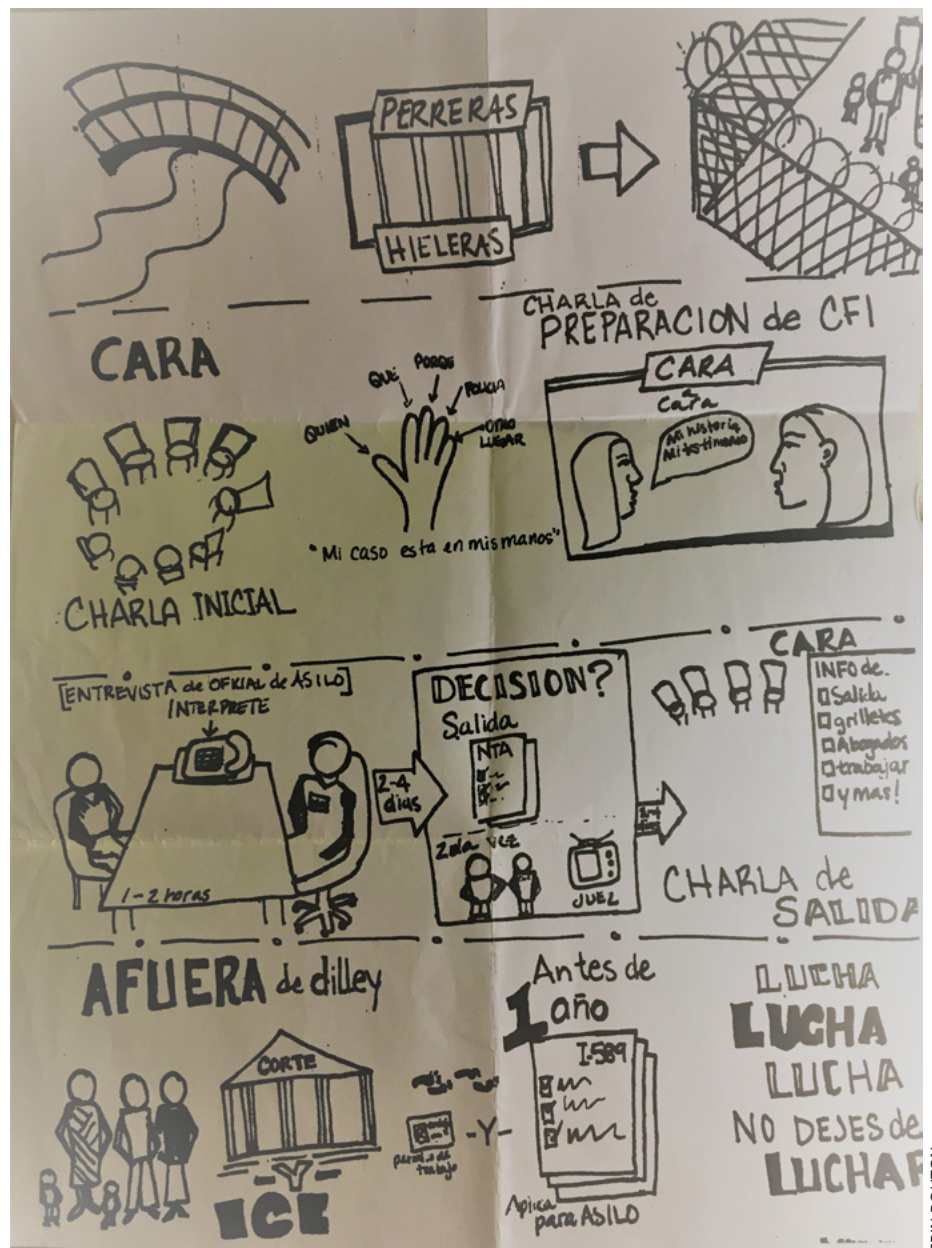 PERRERAS
HIELERAS
CARA
CHARLA INICIAL
QUIEN
QUÉ
PORQE
POLICIA
OTRO
LUGAR
"Mi caso esta en mis manos"
CHARLA de
PREPARACION de CFI
CARA
a
Cara
Mi historia
Mi testimonio
[ENTREVISTA de OFICIAL de ASILO]
INTERPRETE
1-2 horas
2-4
dias
DECISION?
Salida
NTA
2da vez
JUEZ
CARA
INFO de.
Salida
grilletes
Abogados
trabajar
y mas!
CHARLA de
SALIDA
AFUERA de dilley
CORTE
Y
ICE
permiso de
trabajo
-Y-
Antes de
1 año
I-589
Aplica
para ASILO
LUCHA
LUCHA
LUCHA
NO DEJES de
LUCHAR